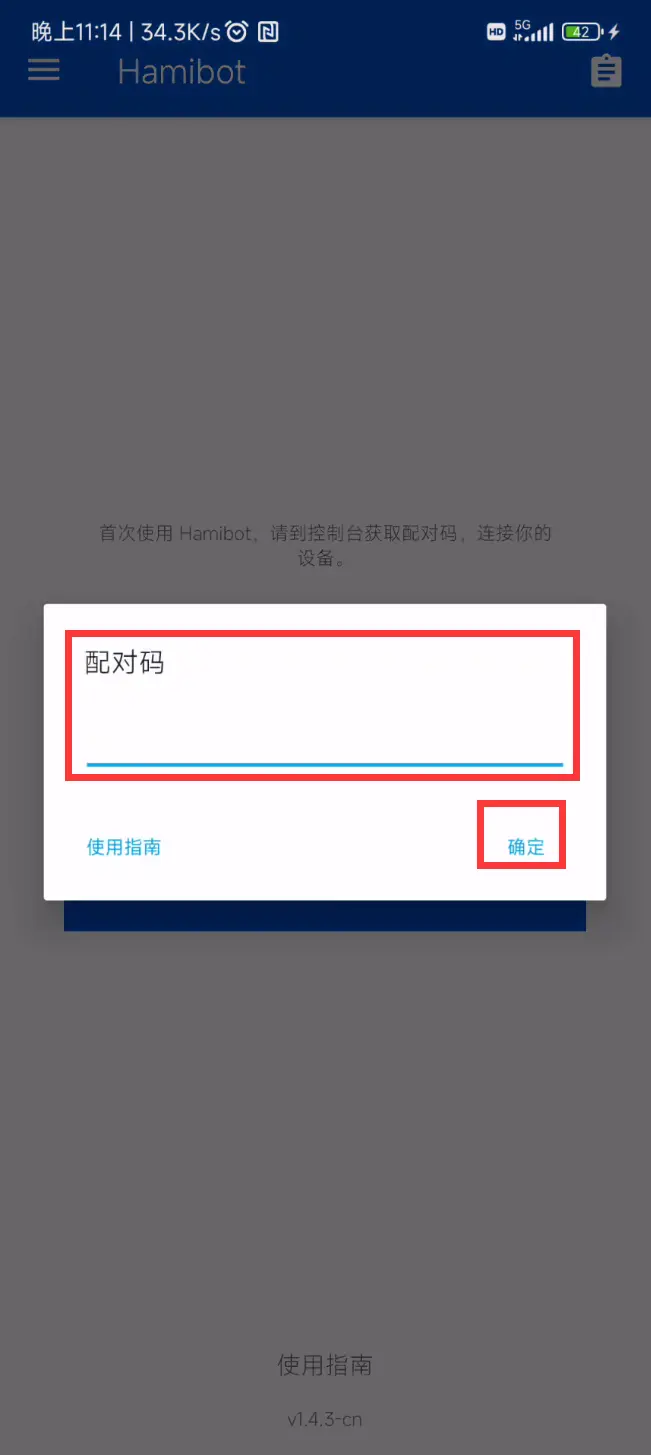 晚上11:14 | 34.3K/s
HD 5G 42
Hamibot
首次使用 Hamibot，请到控制台获取配对码，连接你的
设备。
配对码
使用指南 确定
使用指南
v1.4.3-cn